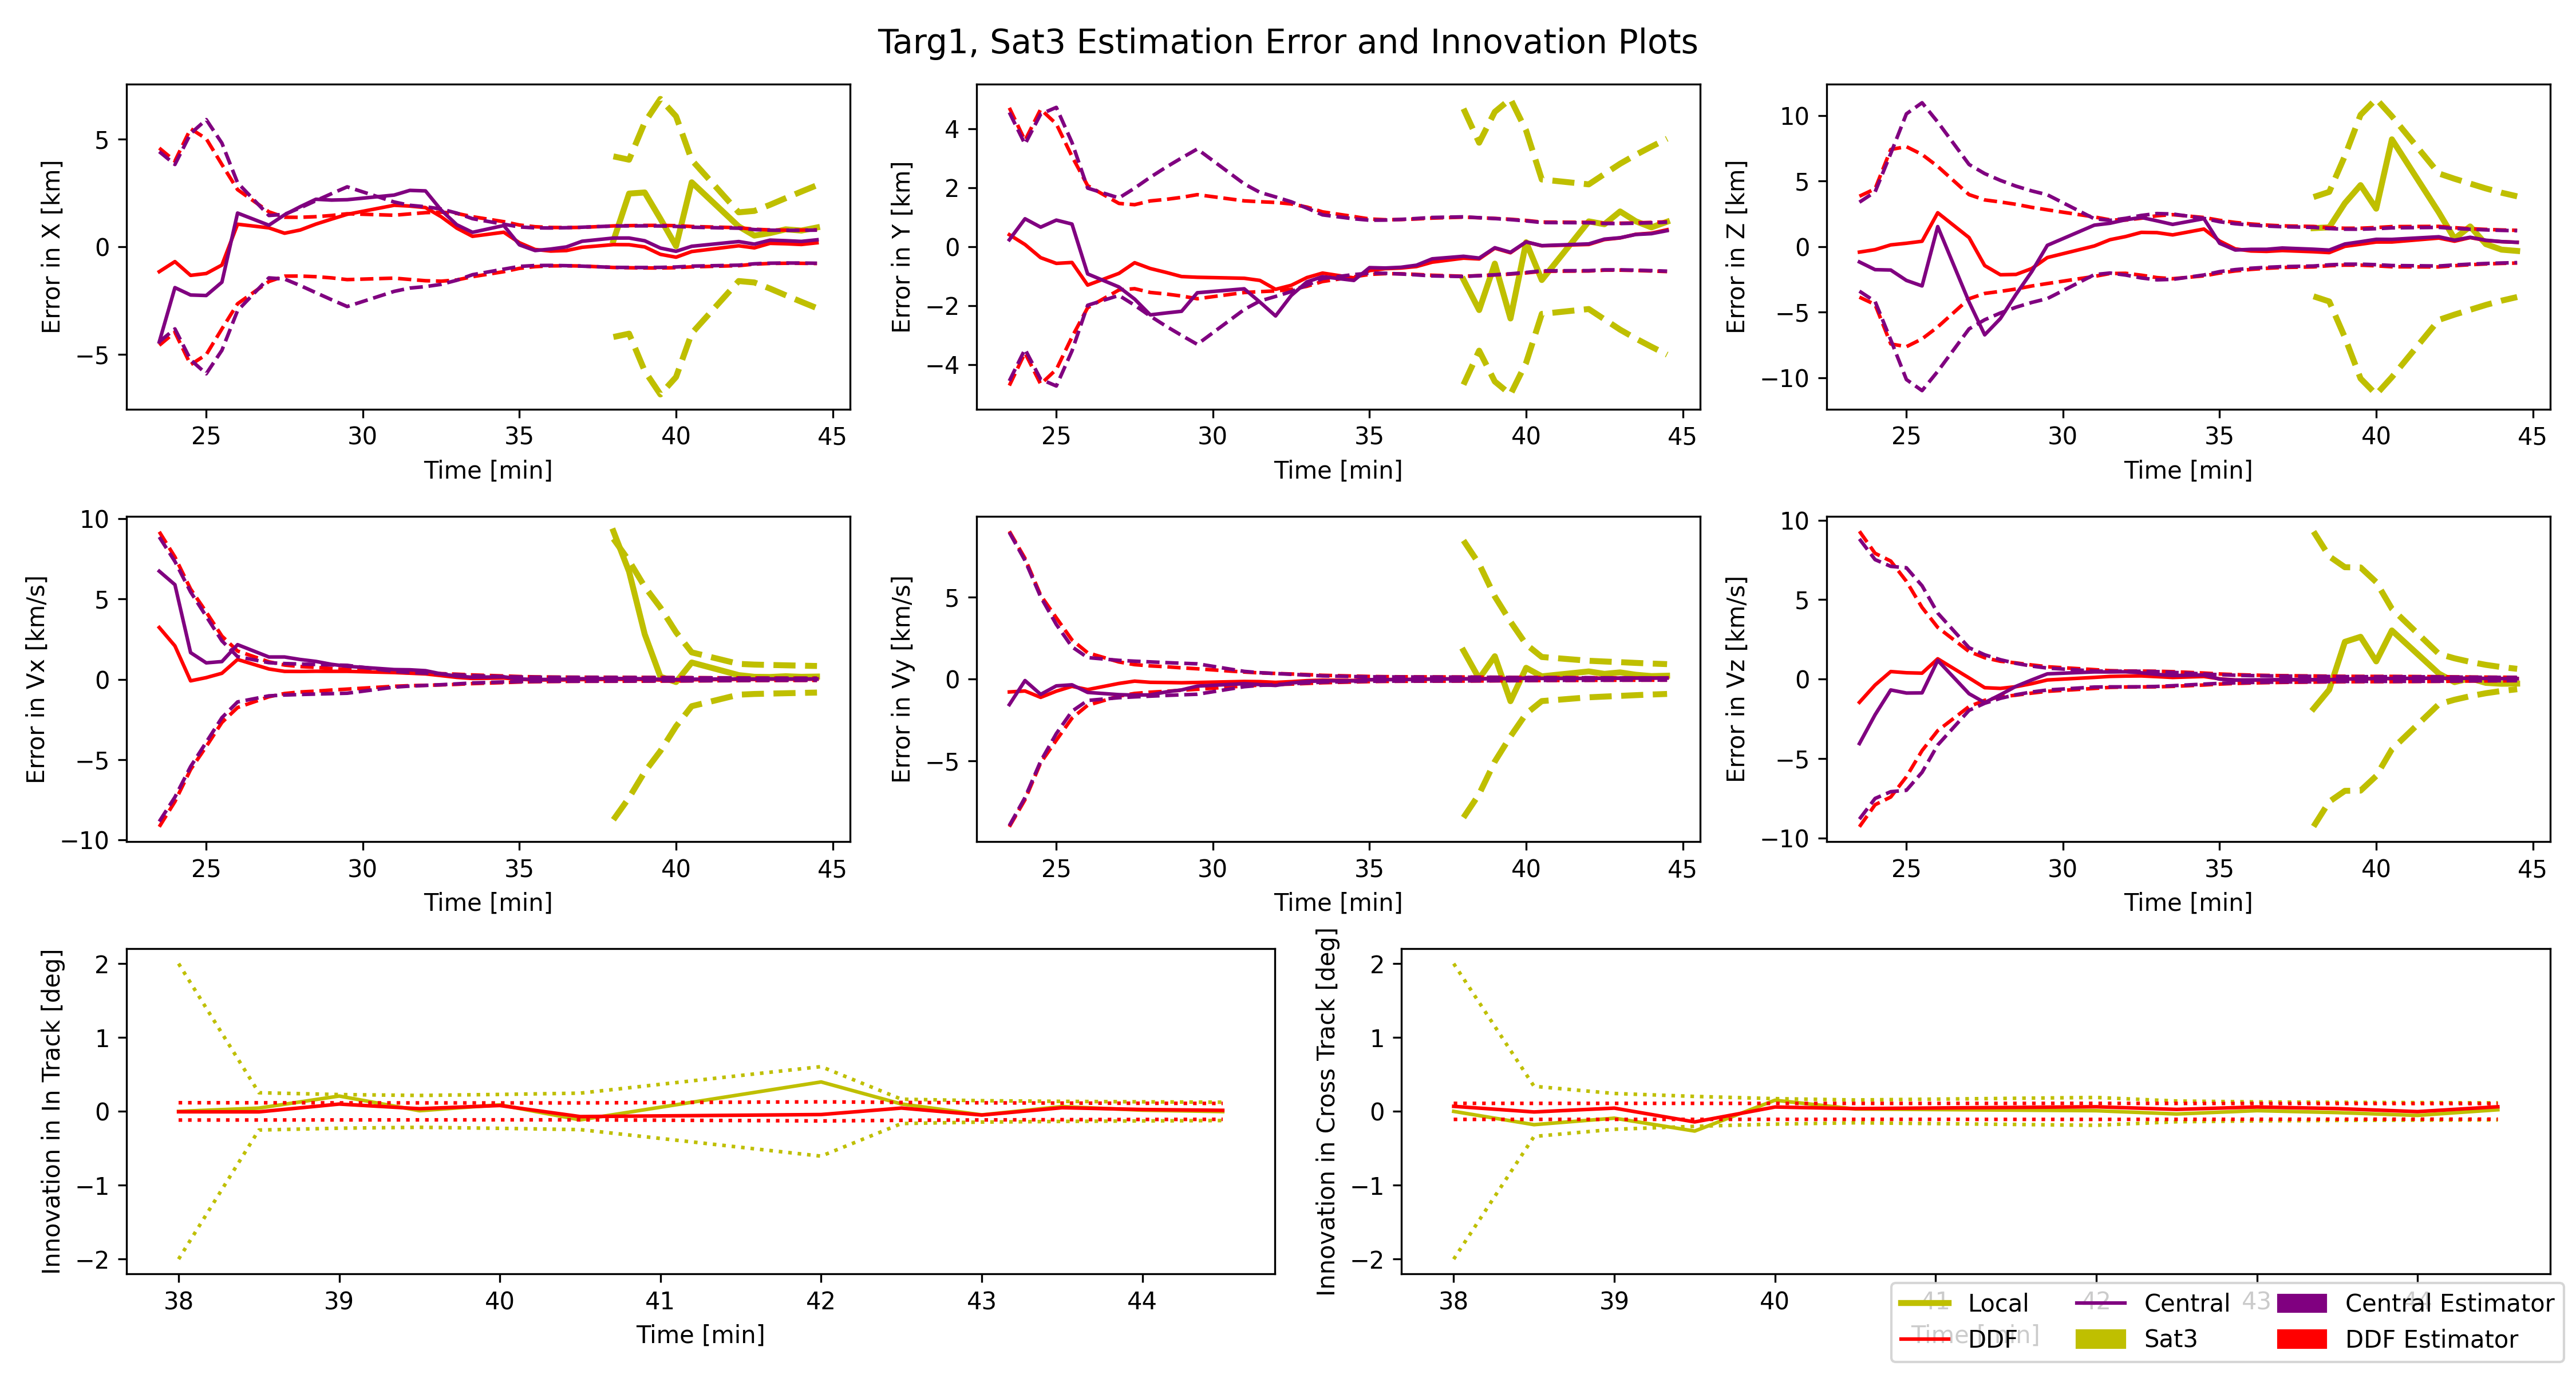 Targ1, Sat3 Estimation Error and Innovation Plots
Error in X [km]
5
0
−5
25 30 35 40 45
Time [min]
Error in Y [km]
4
2
0
−2
−4
25 30 35 40 45
Time [min]
Error in Z [km]
10
5
0
−5
−10
25 30 35 40 45
Time [min]
Error in Vx [km/s]
10
5
0
−5
−10
25 30 35 40 45
Time [min]
Error in Vy [km/s]
5
0
−5
25 30 35 40 45
Time [min]
Error in Vz [km/s]
10
5
0
−5
−10
25 30 35 40 45
Time [min]
Innovation in In Track [deg]
2
1
0
−1
−2
38 39 40 41 42 43 44
Time [min]
Innovation in Cross Track [deg]
2
1
0
−1
−2
38 39 40 41 42 43 44
Time [min]
Local Central Central Estimator
DDF Sat3 DDF Estimator